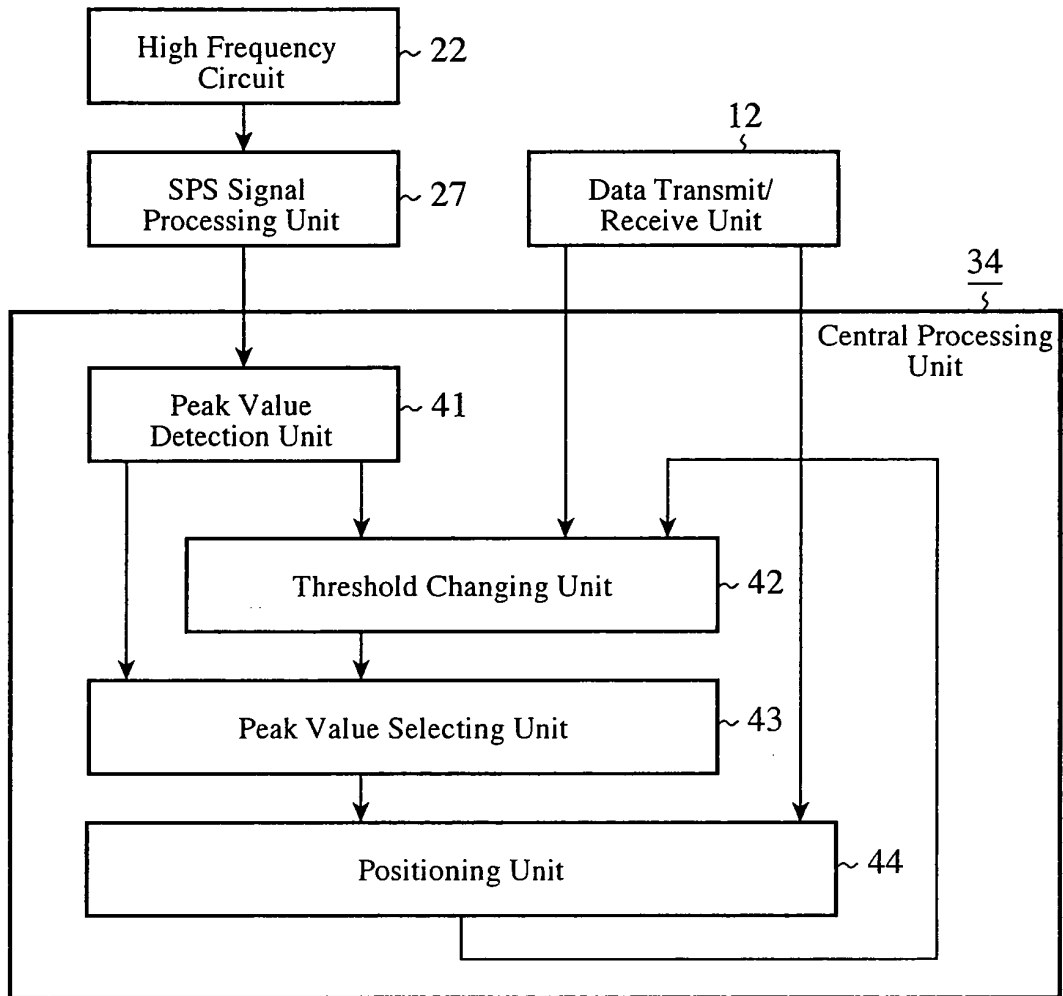 High Frequency
Circuit
22
12
SPS Signal
Processing Unit
27
Data Transmit/
Receive Unit
34
Central Processing
Unit
Peak Value
Detection Unit
41
Threshold Changing Unit
42
Peak Value Selecting Unit
43
Positioning Unit
44